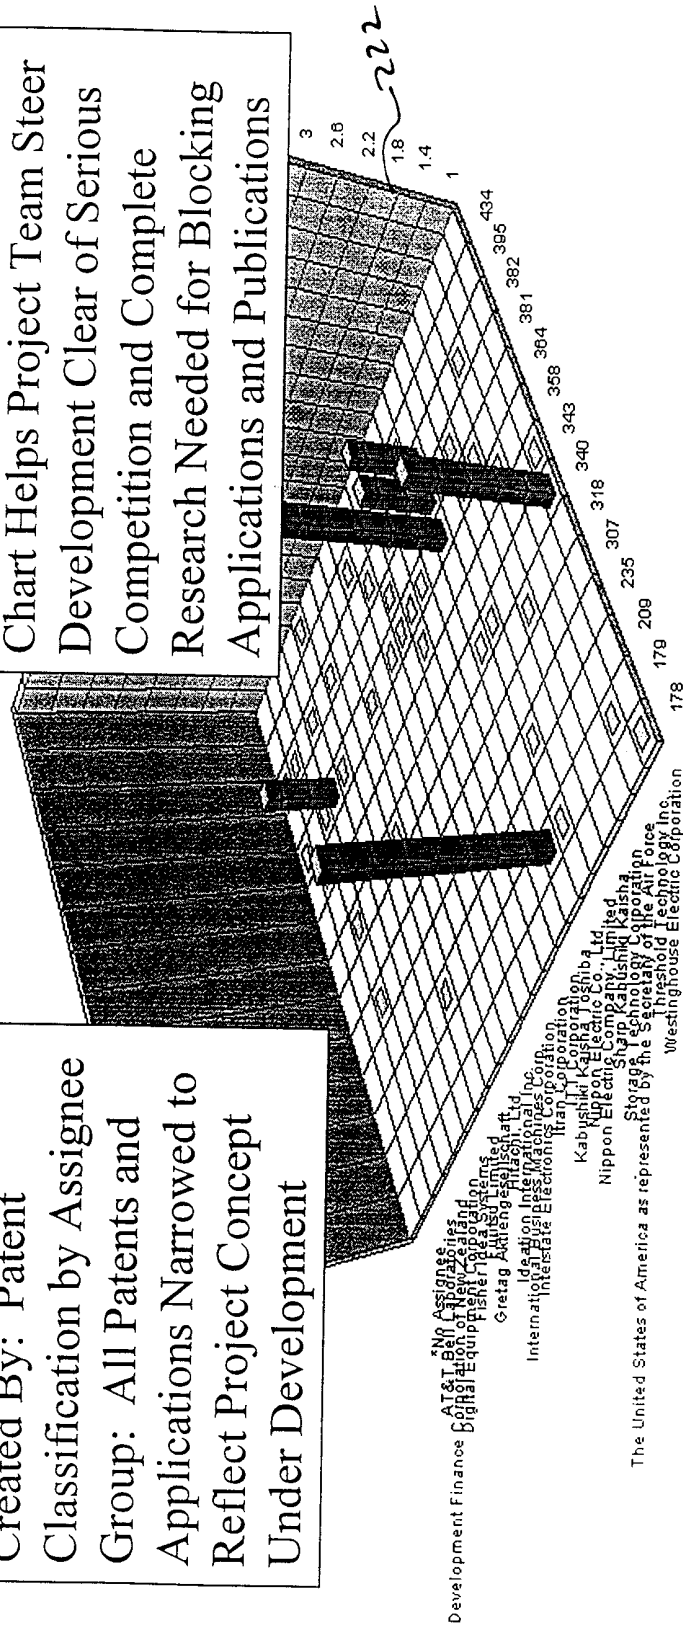 Created By: Patent
Classification by Assignee
Group: All Patents and
Applications Narrowed to
Reflect Project Concept
Under Development
Chart Helps Project Team Steer
Development Clear of Serious
Competition and Complete
Research Needed for Blocking
Applications and Publications
3
2.6
2.2
1.8
1.4
1
222
434
395
382
381
364
358
343
340
318
307
235
209
179
178
*No Assignee
AT&T Bell Laboratories
Development Finance Corporation of New Zealand
Digital Equipment Corporation
Fisher Idea Systems
Fujitsu Limited
Gretag Aktiengesellschaft
Hitachi, Ltd.
Ideation International Inc.
International Business Machines Corp.
Interstate Electronics Corporation
Itran Corporation
ITT Corporation
Kabushiki Kaisha Toshiba
Nippon Electric Co., Ltd.
Nippon Electric Company, Limited
Sharp Kabushiki Kaisha
Storage Technology Corporation
The United States of America as represented by the Secretary of the Air Force
Threshold Technology Inc.
Westinghouse Electric Corporation